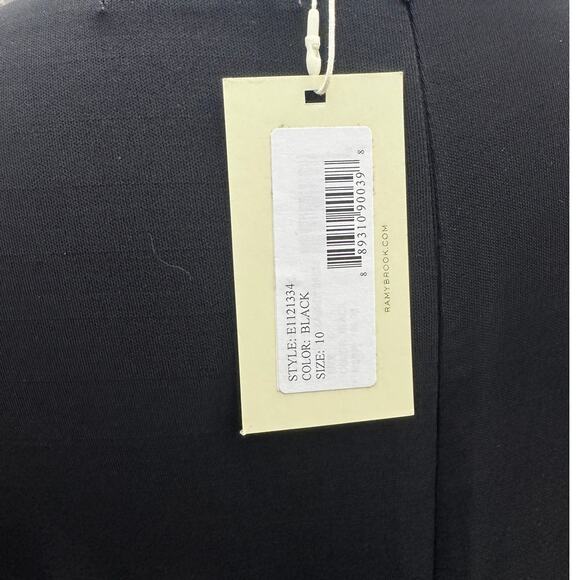 STYLE: E1121334
COLOR: BLACK
SIZE: 10
8 89310 90039 8
RAMYBROOK.COM